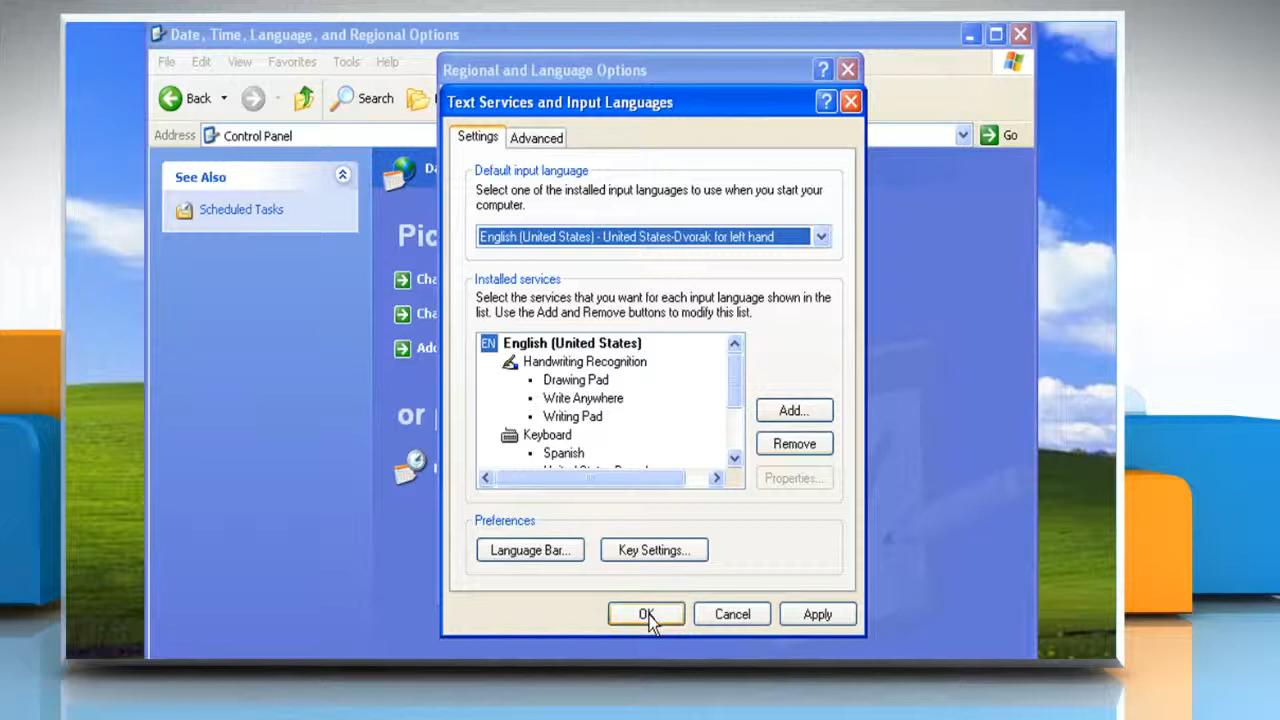 Date, Time, Language, and Regional Options
File Edit View Favorites Tools Help
Back Search
Address Control Panel Go
See Also
Scheduled Tasks
or
Regional and Language Options
Text Services and Input Languages
Settings Advanced
Default input language
Select one of the installed input languages to use when you start your
computer.
English (United States) - United States-Dvorak for left hand
Installed services
Select the services that you want for each input language shown in the
list. Use the Add and Remove buttons to modify this list.
EN English (United States)
Handwriting Recognition
• Drawing Pad
• Write Anywhere
• Writing Pad
Keyboard
• Spanish
Add...
Remove
Properties...
Preferences
Language Bar... Key Settings...
OK Cancel Apply